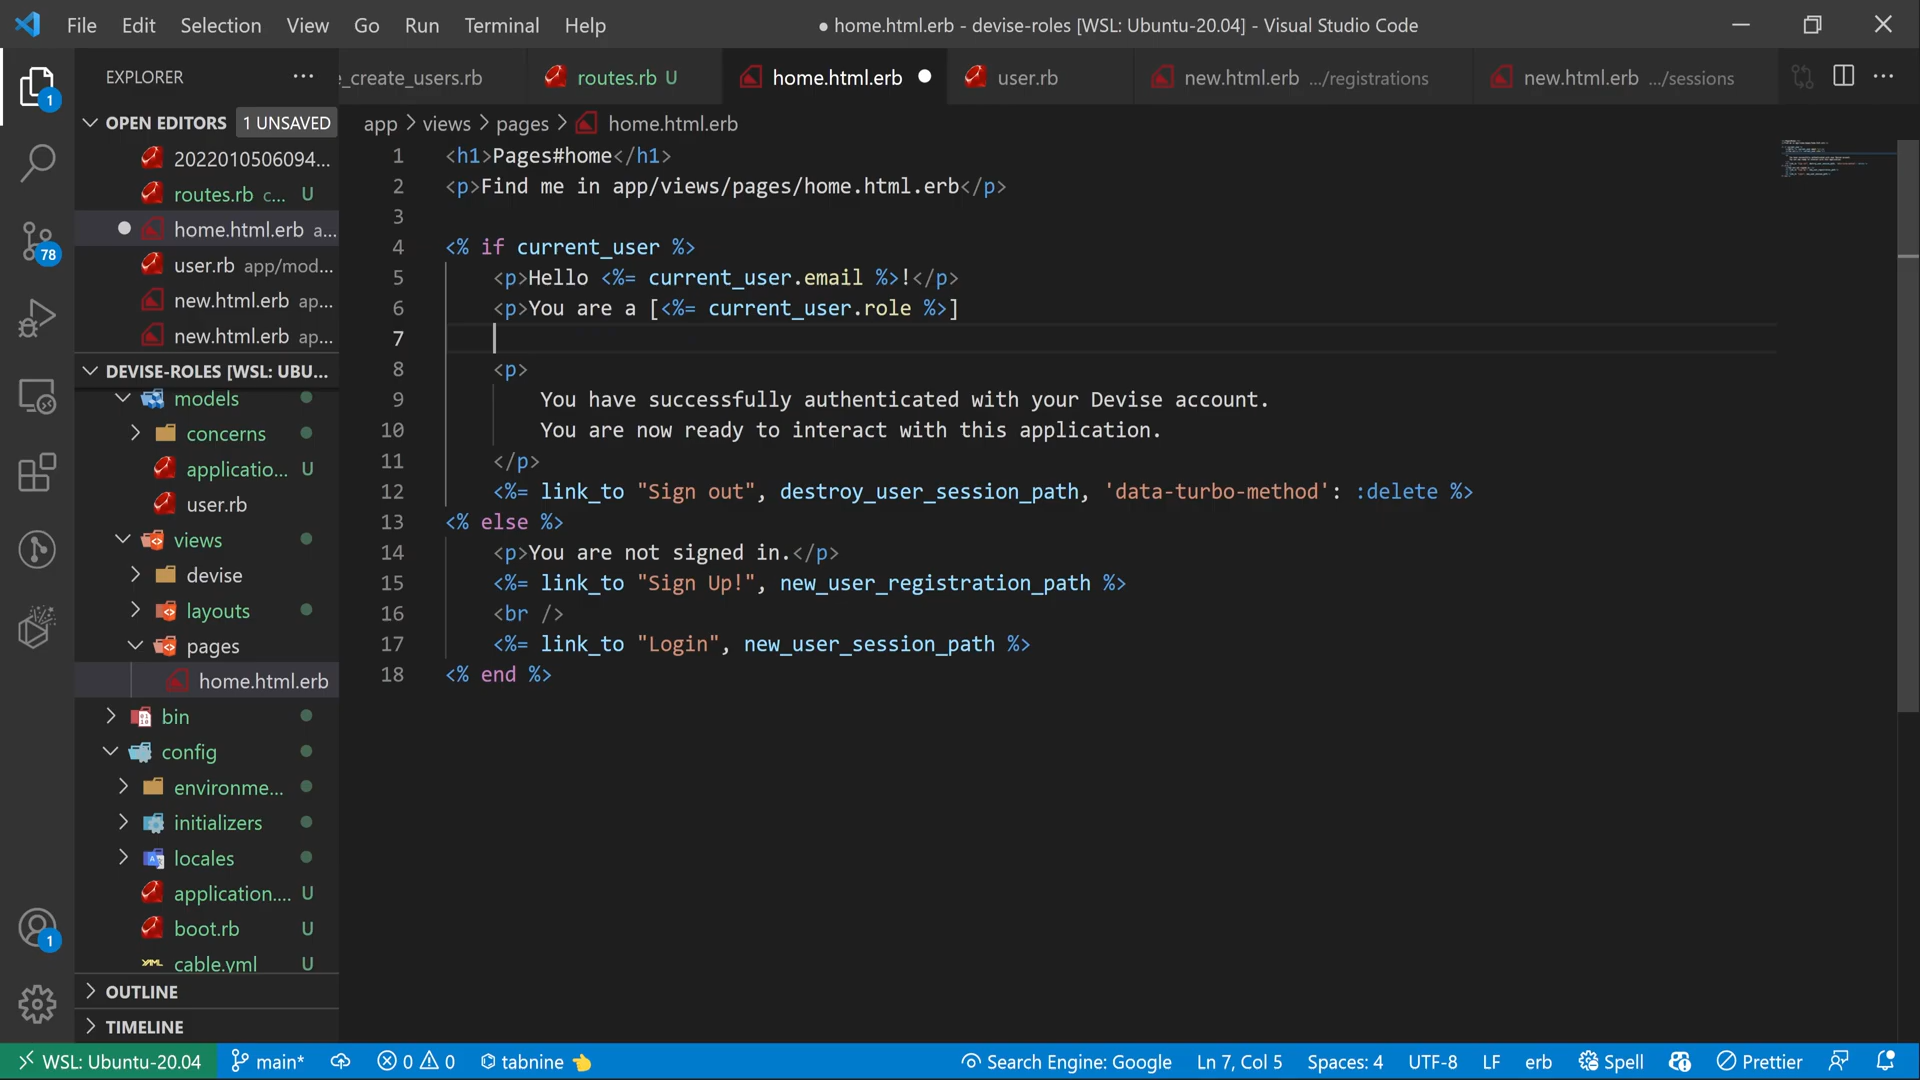 File Edit Selection View Go Run Terminal Help
● home.html.erb - devise-roles [WSL: Ubuntu-20.04] - Visual Studio Code
EXPLORER ···
e_create_users.rb
routes.rb U
home.html.erb
user.rb
new.html.erb .../registrations
new.html.erb .../sessions
1
78
1
OPEN EDITORS 1 UNSAVED
2022010506094...
routes.rb c... U
home.html.erb a...
user.rb app/mod...
new.html.erb ap...
new.html.erb ap...
DEVISE-ROLES [WSL: UBU...
models
concerns
applicatio... U
user.rb
views
devise
layouts
pages
home.html.erb
bin
config
environme...
initializers
locales
application.... U
boot.rb U
cable.yml U
OUTLINE
TIMELINE
app > views > pages > home.html.erb
1 <h1>Pages#home</h1>
2 <p>Find me in app/views/pages/home.html.erb</p>
3
4 <% if current_user %>
5 <p>Hello <%= current_user.email %>!</p>
6 <p>You are a [<%= current_user.role %>]
7
8 <p>
9 You have successfully authenticated with your Devise account.
10 You are now ready to interact with this application.
11 </p>
12 <%= link_to "Sign out", destroy_user_session_path, 'data-turbo-method': :delete %>
13 <% else %>
14 <p>You are not signed in.</p>
15 <%= link_to "Sign Up!", new_user_registration_path %>
16 <br />
17 <%= link_to "Login", new_user_session_path %>
18 <% end %>
WSL: Ubuntu-20.04 main* 0 0 tabnine Search Engine: Google Ln 7, Col 5 Spaces: 4 UTF-8 LF erb Spell Prettier